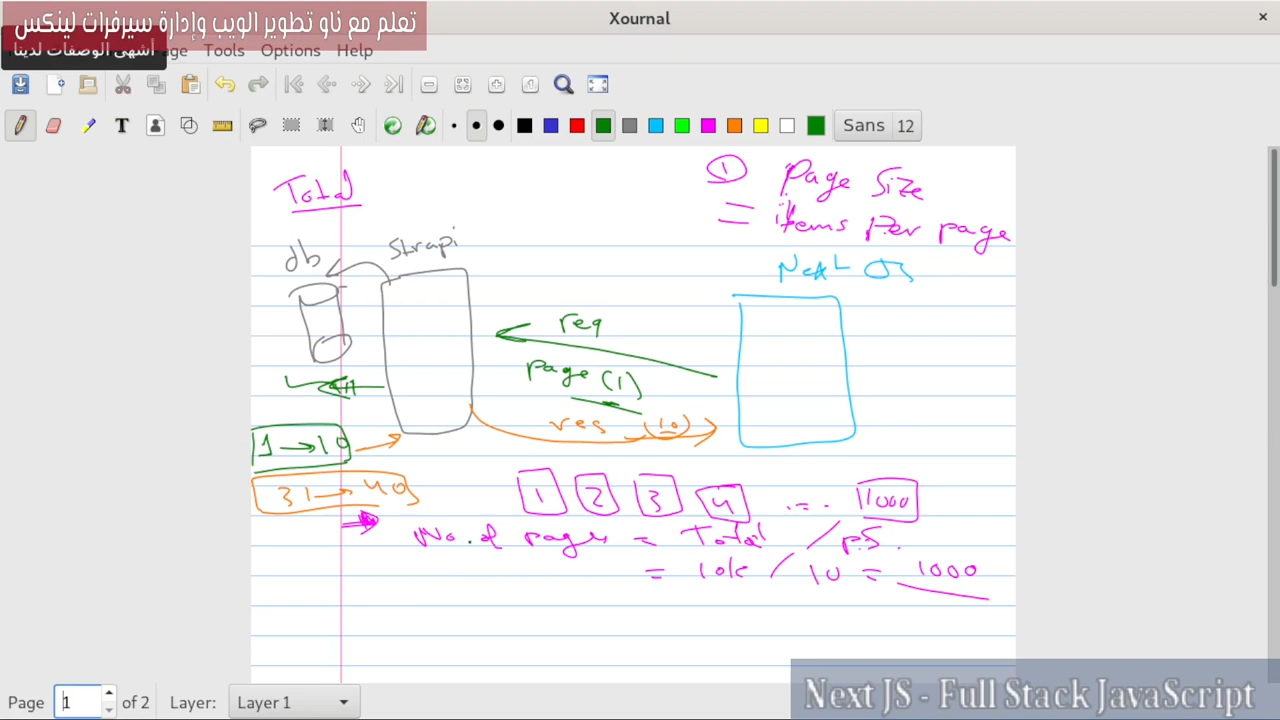 Xournal
تعلم مع ناو تطوير الويب وإدارة سيرفرات لينكس
أشهى الوصفات لدينا
Tools Options Help
Sans 12
Total
① Page Size
= items Per page
db
Strapi
Next JS
req
page (1)
res (10)
1 → 10
31 → 40
1 2 3 4 ... 1000
No. of pages = Total / P.S.
= 10k / 10 = 1000
Page 1 of 2 Layer: Layer 1
Next JS - Full Stack JavaScript